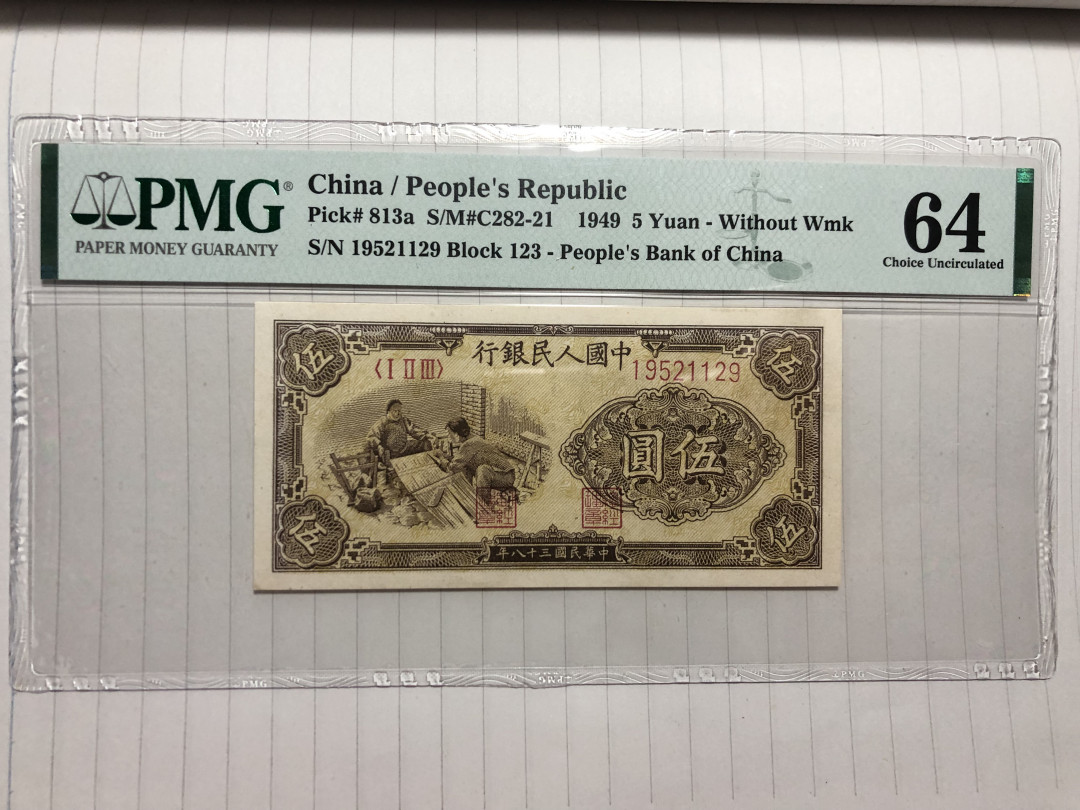 PMG®
PAPER MONEY GUARANTY
China / People's Republic
Pick# 813a S/M#C282-21 1949 5 Yuan - Without Wmk
S/N 19521129 Block 123 - People's Bank of China
64
Choice Uncirculated
行銀民人國中
〈I II III〉
19521129
伍
伍
圓伍
伍
伍
年八十三國民華中
PMG